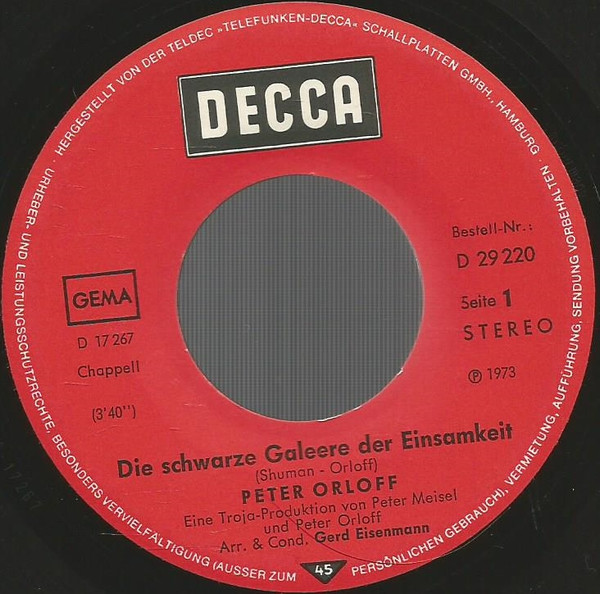 HERGESTELLT VON DER TELDEC »TELEFUNKEN-DECCA« SCHALLPLATTEN GMBH., HAMBURG ·
URHEBER- UND LEISTUNGSSCHUTZRECHTE, BESONDERS VERVIELFÄLTIGUNG (AUSSER ZUM PERSÖNLICHEN GEBRAUCH), VERMIETUNG, AUFFÜHRUNG, SENDUNG VORBEHALTEN ·
DECCA
Bestell-Nr.:
D 29 220
Seite 1
STEREO
℗ 1973
GEMA
D 17 267
Chappell
(3'40'')
Die schwarze Galeere der Einsamkeit
(Shuman - Orloff)
PETER ORLOFF
Eine Troja-Produktion von Peter Meisel
und Peter Orloff
Arr. & Cond. Gerd Eisenmann
45